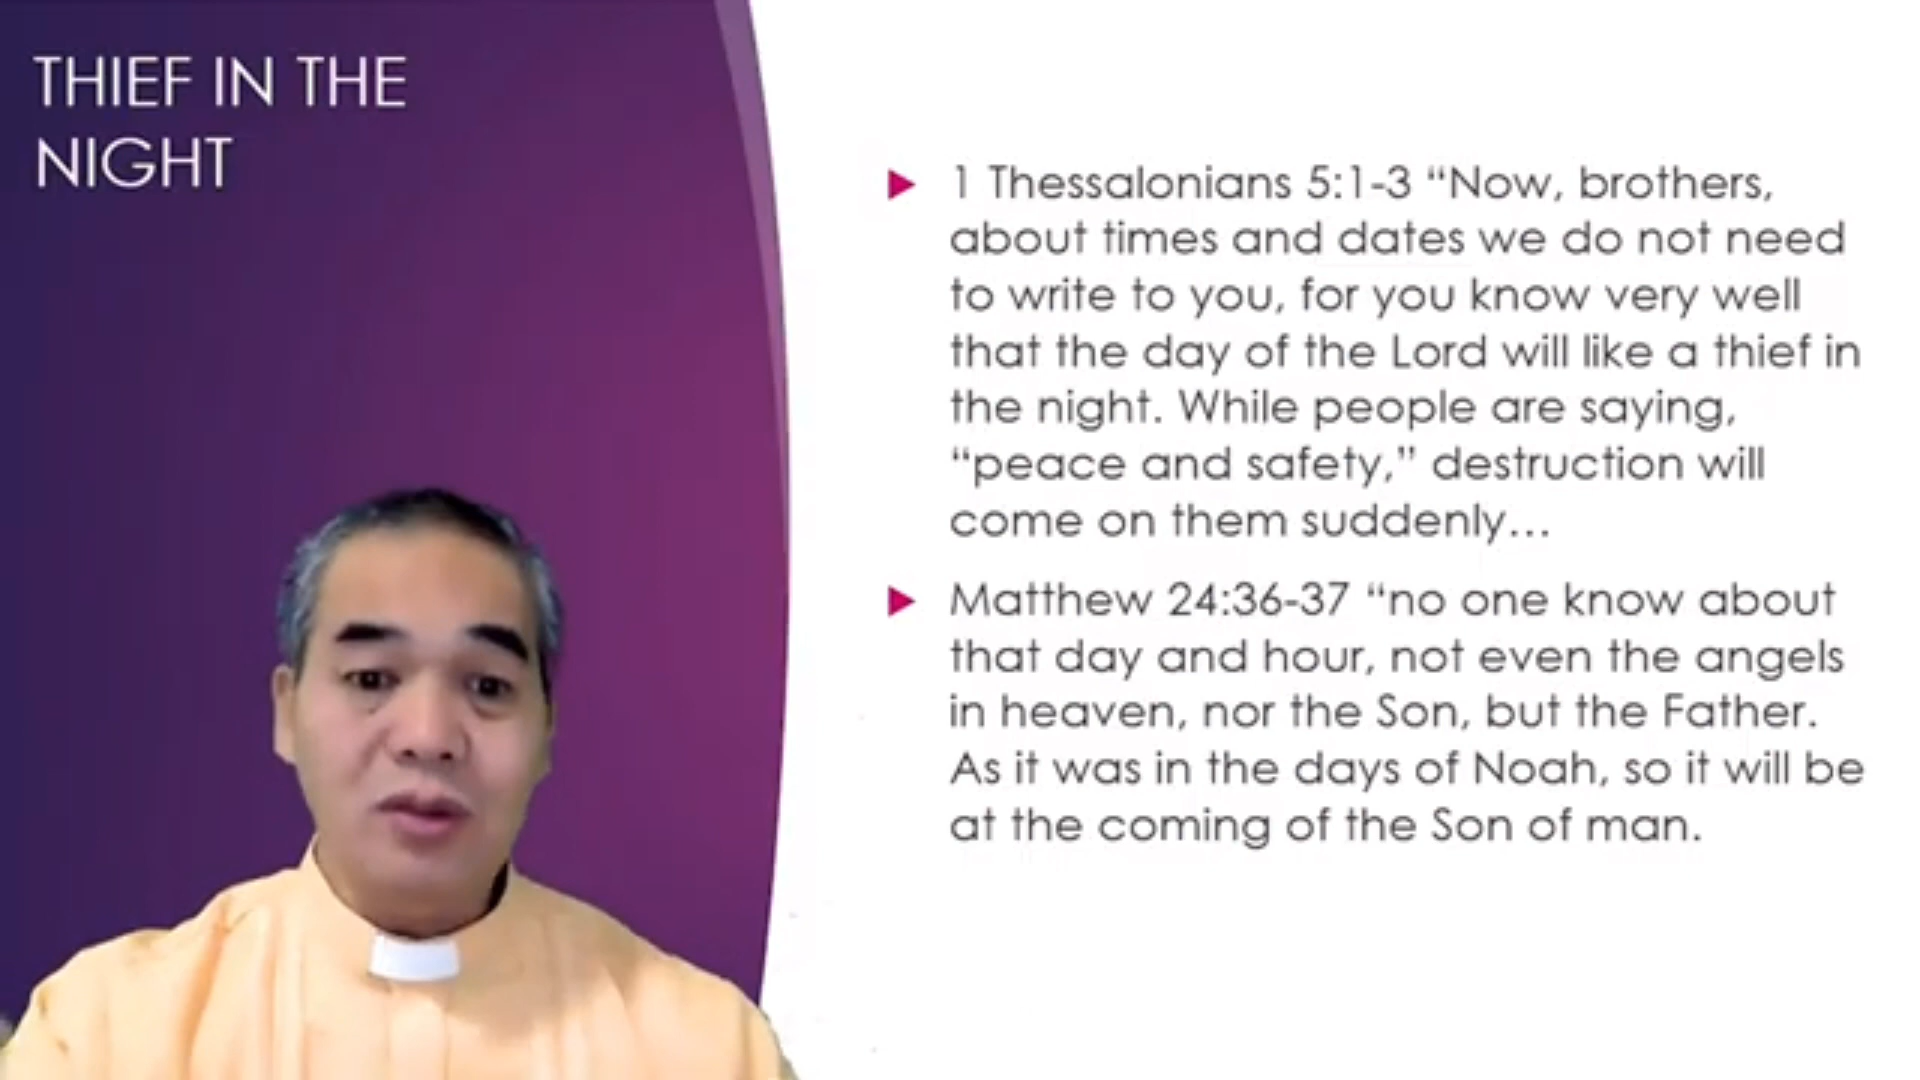 THIEF IN THE
NIGHT
1 Thessalonians 5:1-3 “Now, brothers,
about times and dates we do not need
to write to you, for you know very well
that the day of the Lord will like a thief in
the night. While people are saying,
“peace and safety,” destruction will
come on them suddenly…
Matthew 24:36-37 “no one know about
that day and hour, not even the angels
in heaven, nor the Son, but the Father.
As it was in the days of Noah, so it will be
at the coming of the Son of man.